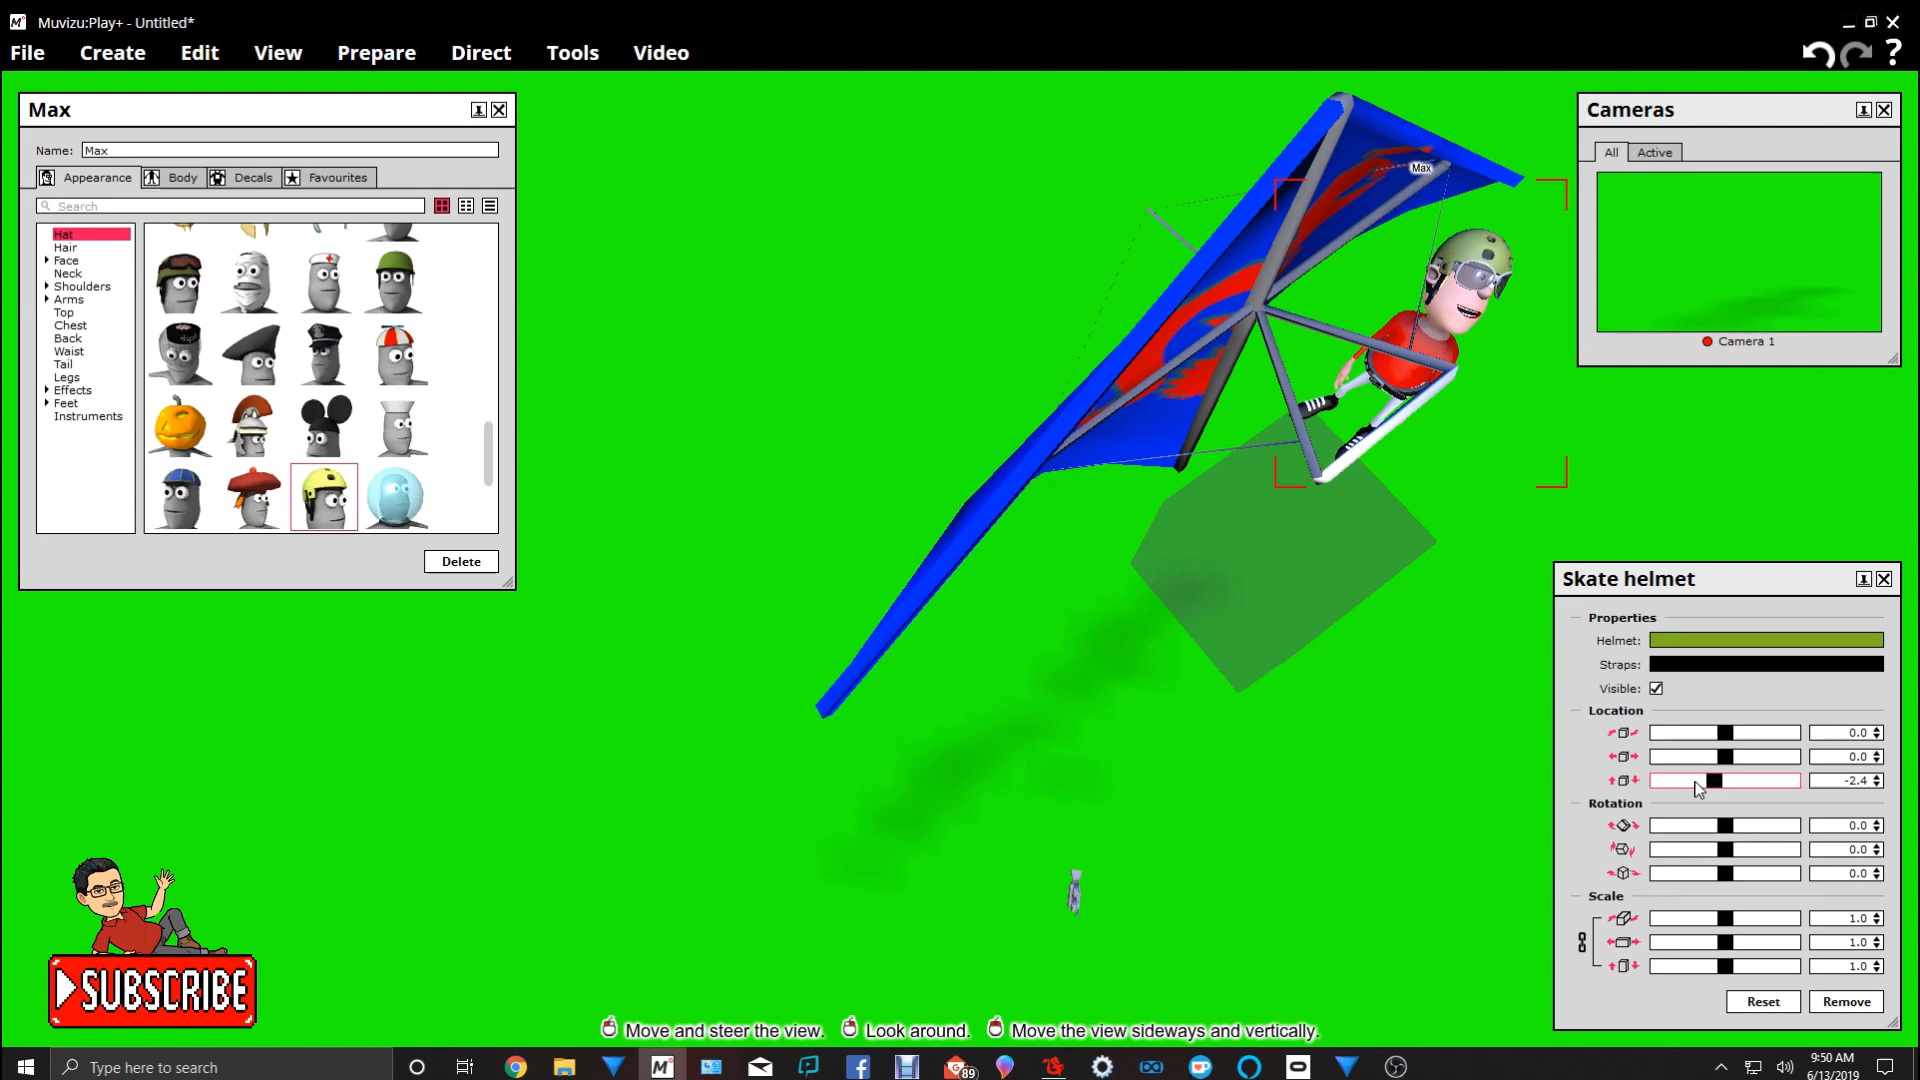 Muvizu:Play+ - Untitled*
File Create Edit View Prepare Direct Tools Video ?
Max
Name: Max
Appearance Body Decals Favourites
Search
Hat
Hair
Face
Neck
Shoulders
Arms
Top
Chest
Back
Waist
Tail
Legs
Effects
Feet
Instruments
Delete
Max
Cameras
All Active
Camera 1
Skate helmet
Properties
Helmet:
Straps:
Visible:
Location
0.0
0.0
-2.4
Rotation
0.0
0.0
0.0
Scale
1.0
1.0
1.0
Reset Remove
SUBSCRIBE
Move and steer the view. Look around. Move the view sideways and vertically.
Type here to search
89
9:50 AM
6/13/2019